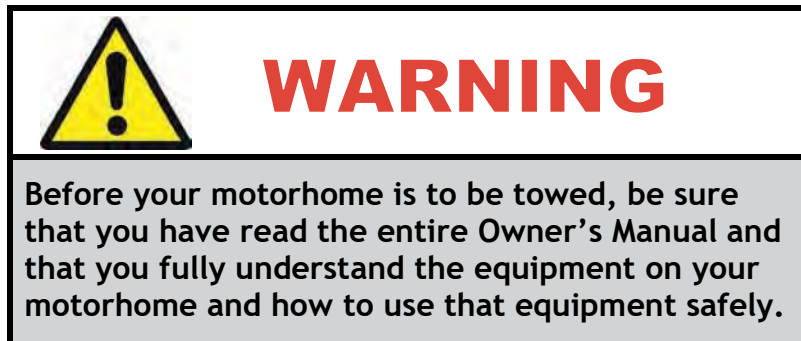 WARNING
Before your motorhome is to be towed, be sure
that you have read the entire Owner’s Manual and
that you fully understand the equipment on your
motorhome and how to use that equipment safely.